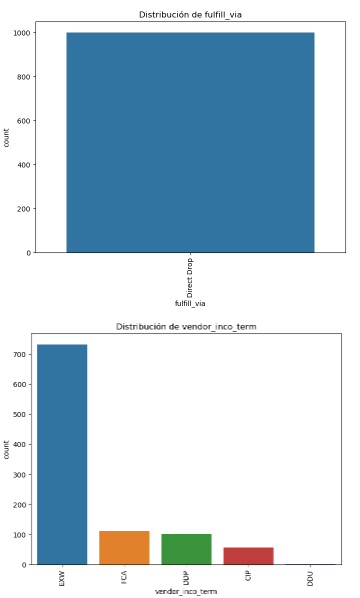 Distribución de fulfill_via
1000
800
600
400
200
0
count
Direct Drop
fulfill_via
Distribución de vendor_inco_term
700
600
500
400
300
200
100
0
count
EXW
FCA
DDP
CIP
DDU
vendor_inco_term